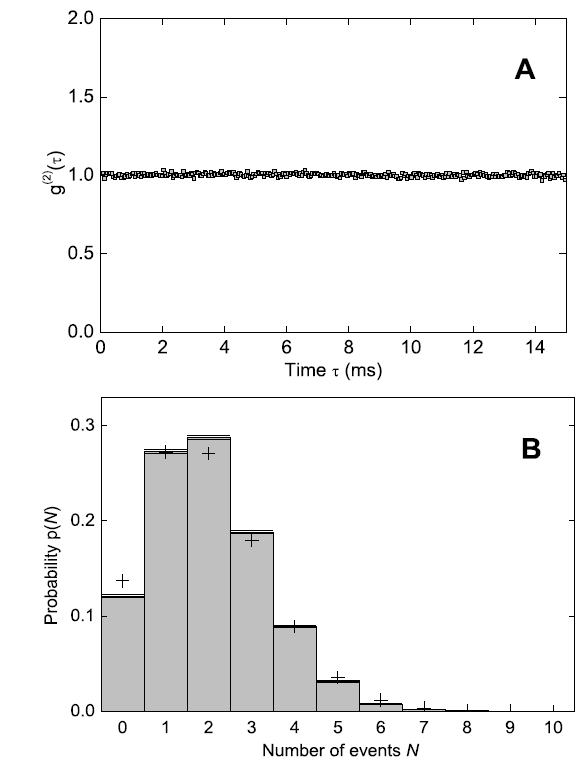 2.0
A
1.5
g(2)(τ)
1.0
0.5
0.0
0 2 4 6 8 10 12 14
Time τ (ms)
0.3
B
Probability p(N)
0.2
0.1
0.0
0 1 2 3 4 5 6 7 8 9 10
Number of events N